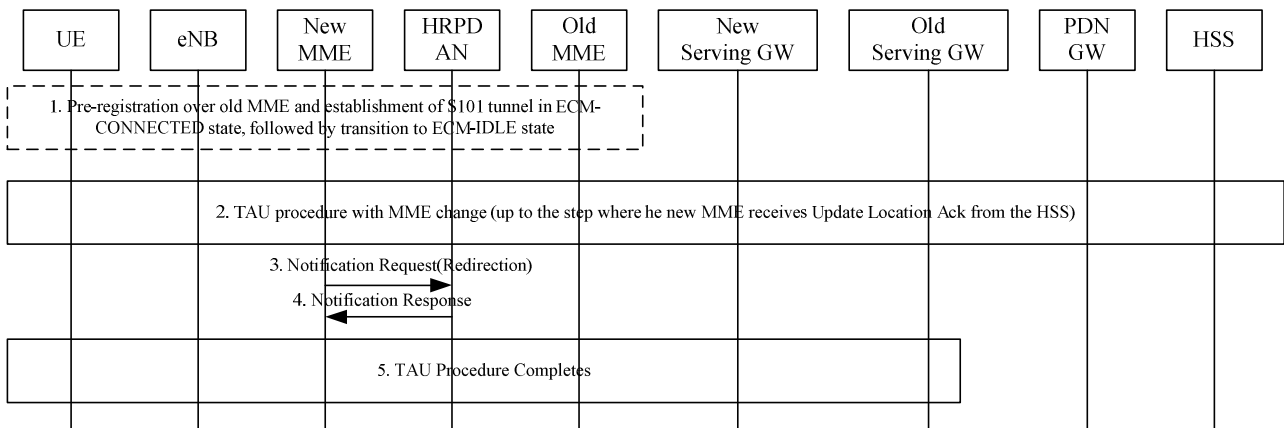 UE
eNB
New
MME
HRPD
AN
Old
MME
New
Serving GW
Old
Serving GW
PDN
GW
HSS
1. Pre-registration over old MME and establishment of S101 tunnel in ECM-
CONNECTED state, followed by transition to ECM-IDLE state
2. TAU procedure with MME change (up to the step where he new MME receives Update Location Ack from the HSS)
3. Notification Request(Redirection)
4. Notification Response
5. TAU Procedure Completes